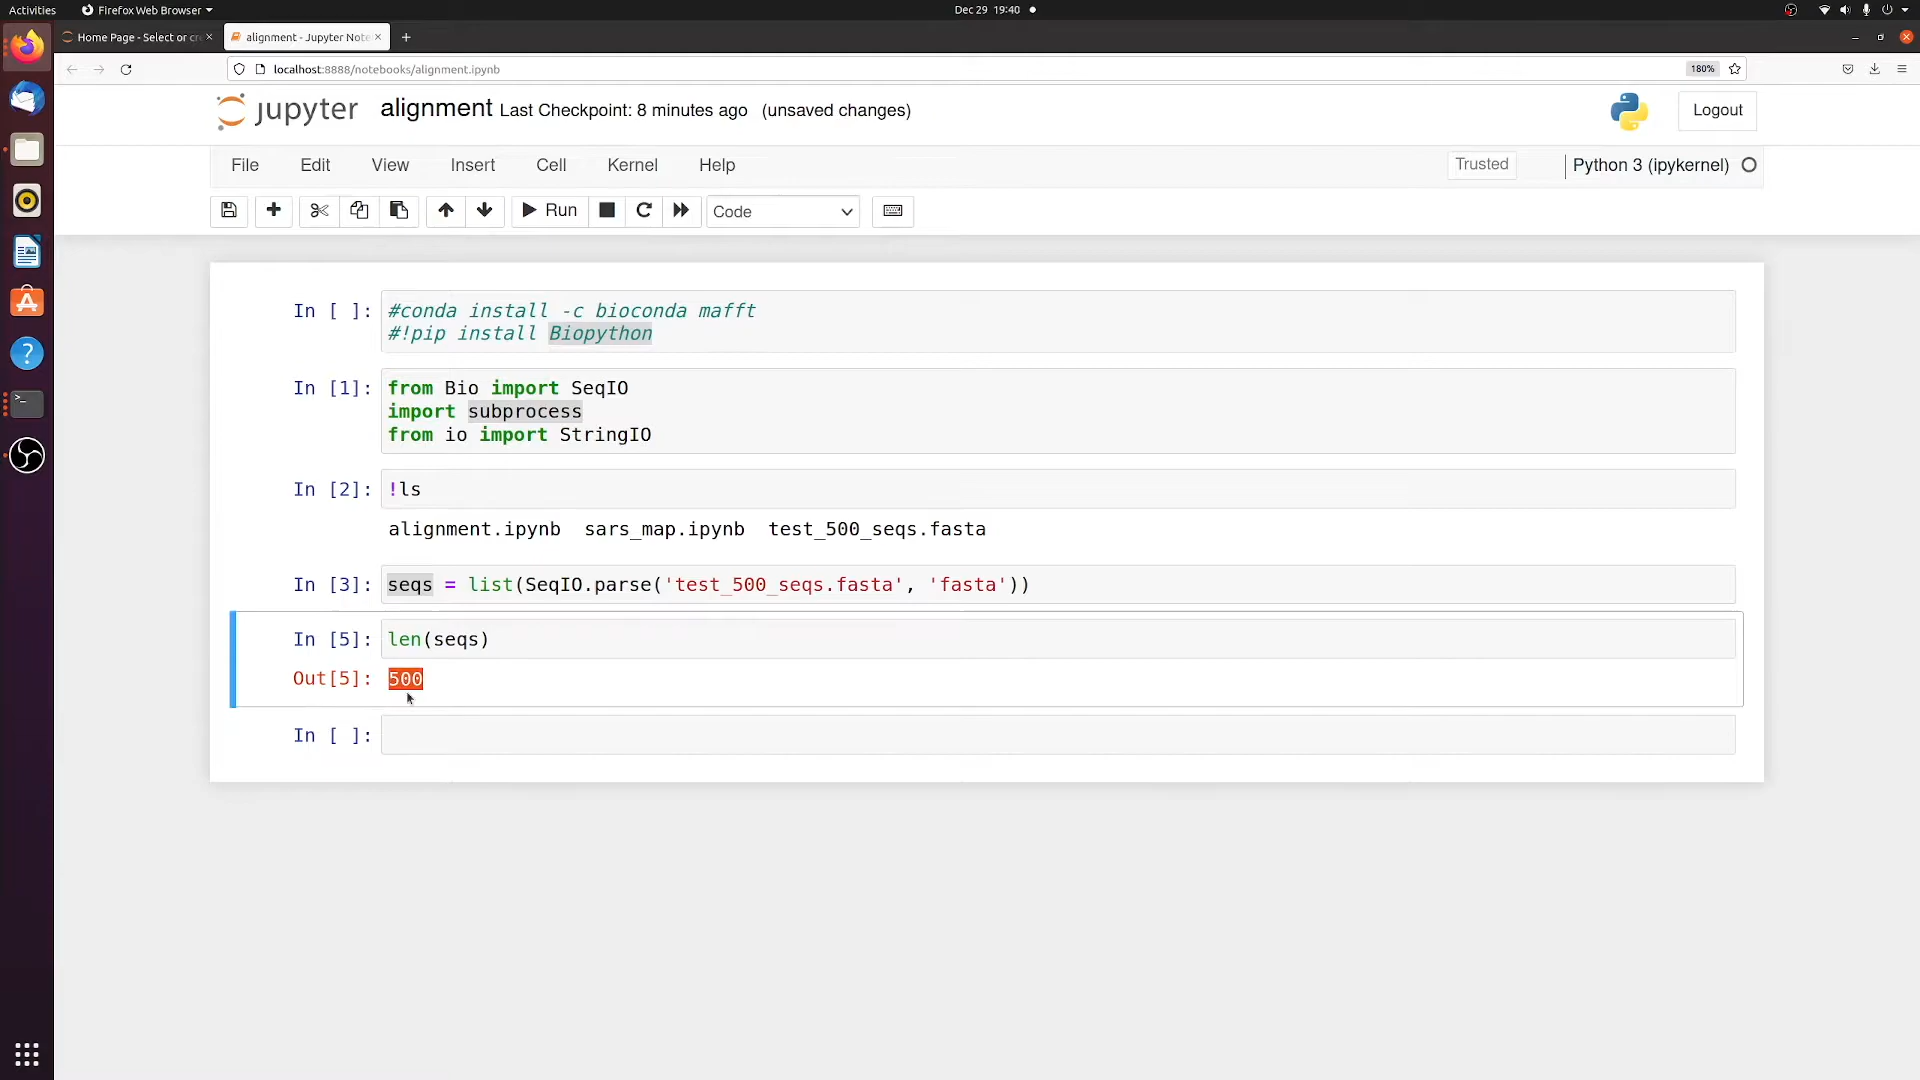 Activities
Firefox Web Browser
Dec 29 19:40
Home Page - Select or cre
alignment - Jupyter Note
localhost:8888/notebooks/alignment.ipynb
180%
jupyter
alignment Last Checkpoint: 8 minutes ago (unsaved changes)
Logout
File Edit View Insert Cell Kernel Help
Trusted
Python 3 (ipykernel)
Run
Code
In [ ]: #conda install -c bioconda mafft
#!pip install Biopython
In [1]: from Bio import SeqIO
import subprocess
from io import StringIO
In [2]: !ls
alignment.ipynb sars_map.ipynb test_500_seqs.fasta
In [3]: seqs = list(SeqIO.parse('test_500_seqs.fasta', 'fasta'))
In [5]: len(seqs)
Out[5]: 500
In [ ]: